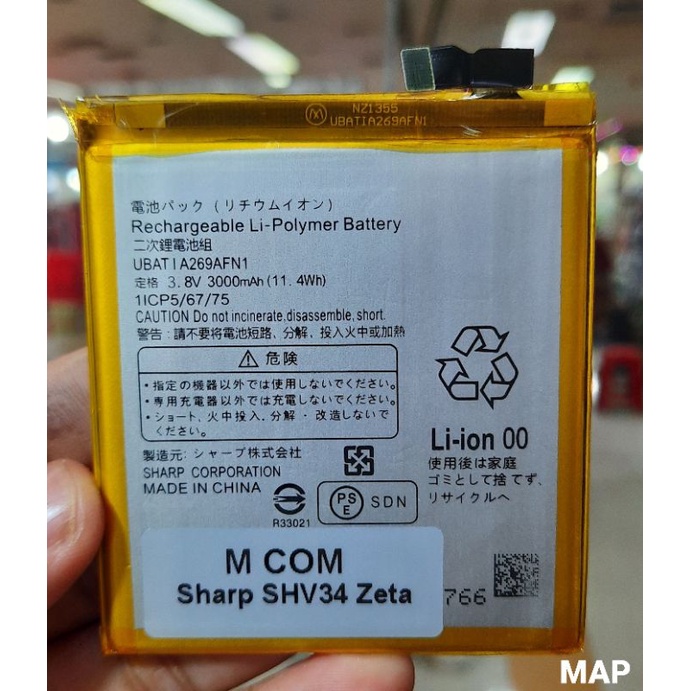 NZ1355
UBATIA269AFN1
電池パック (リチウムイオン)
Rechargeable Li-Polymer Battery
二次鋰電池組
UBATIA269AFN1
定格 3.8V 3000mAh (11.4Wh)
1ICP5/67/75
CAUTION Do not incinerate.disassemble,short.
警告:請不要將電池短路、分解、投入火中或加熱
危険
・指定の機器以外では使用しないでください。
・専用充電器以外では充電しないでください。
・ショート、火中投入、分解・改造しないで
ください。
製造元:シャープ株式会社
SHARP CORPORATION
MADE IN CHINA
R33021
PSE SDN
Li-ion 00
使用後は家庭
ゴミとして捨てず、
リサイクルへ
M COM
Sharp SHV34 Zeta
766
MAP